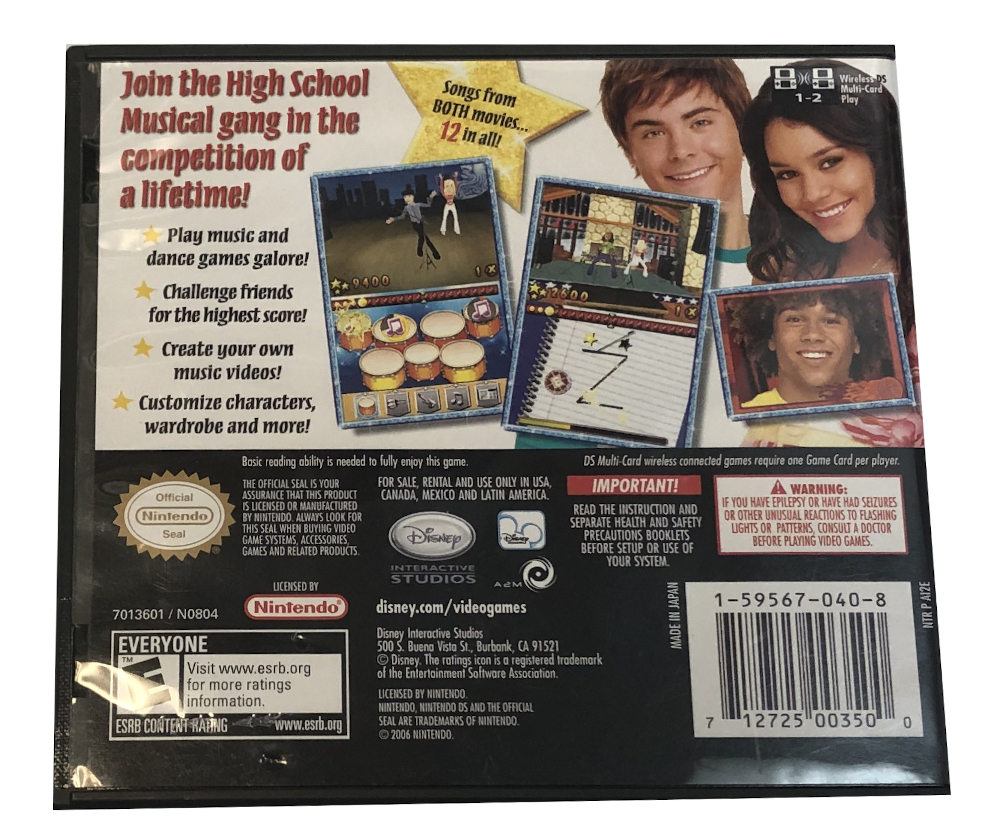 Join the High School
Musical gang in the
competition of
a lifetime!
Songs from
BOTH movies...
12 in all!
Wireless DS
Multi-Card
Play
1-2
Play music and
dance games galore!
Challenge friends
for the highest score!
Create your own
music videos!
Customize characters,
wardrobe and more!
9400
1 X
2600
1 X
Basic reading ability is needed to fully enjoy this game.
DS Multi-Card wireless connected games require one Game Card per player.
Official
Nintendo
Seal
THE OFFICIAL SEAL IS YOUR
ASSURANCE THAT THIS PRODUCT
IS LICENSED OR MANUFACTURED
BY NINTENDO. ALWAYS LOOK FOR
THIS SEAL WHEN BUYING VIDEO
GAME SYSTEMS, ACCESSORIES,
GAMES AND RELATED PRODUCTS.
FOR SALE, RENTAL AND USE ONLY IN USA,
CANADA, MEXICO AND LATIN AMERICA.
Disney
INTERACTIVE
STUDIOS
Disney
A2M
IMPORTANT!
READ THE INSTRUCTION AND
SEPARATE HEALTH AND SAFETY
PRECAUTIONS BOOKLETS
BEFORE SETUP OR USE OF
YOUR SYSTEM.
WARNING:
IF YOU HAVE EPILEPSY OR HAVE HAD SEIZURES
OR OTHER UNUSUAL REACTIONS TO FLASHING
LIGHTS OR PATTERNS, CONSULT A DOCTOR
BEFORE PLAYING VIDEO GAMES.
LICENSED BY
Nintendo®
7013601 / N0804
disney.com/videogames
EVERYONE
E
TM
Visit www.esrb.org
for more ratings
information.
ESRB CONTENT RATING
www.esrb.org
Disney Interactive Studios
500 S. Buena Vista St., Burbank, CA 91521
© Disney. The ratings icon is a registered trademark
of the Entertainment Software Association.
LICENSED BY NINTENDO.
NINTENDO, NINTENDO DS AND THE OFFICIAL
SEAL ARE TRADEMARKS OF NINTENDO.
© 2006 NINTENDO.
MADE IN JAPAN
1-59567-040-8
7 12725 00350 0
NTR P AI2E